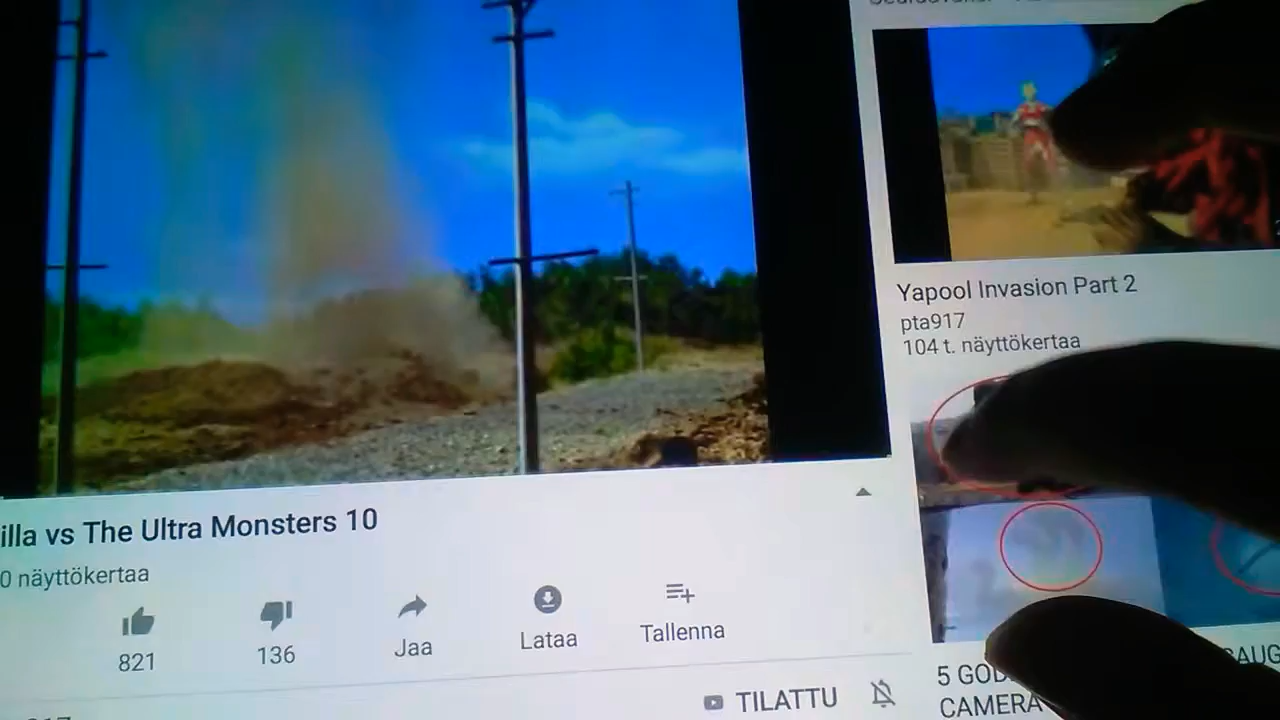 illa vs The Ultra Monsters 10
0 näyttökertaa
821
136
Jaa
Lataa
Tallenna
TILATTU
Yapool Invasion Part 2
pta917
104 t. näyttökertaa
5 GOD
CAMERA